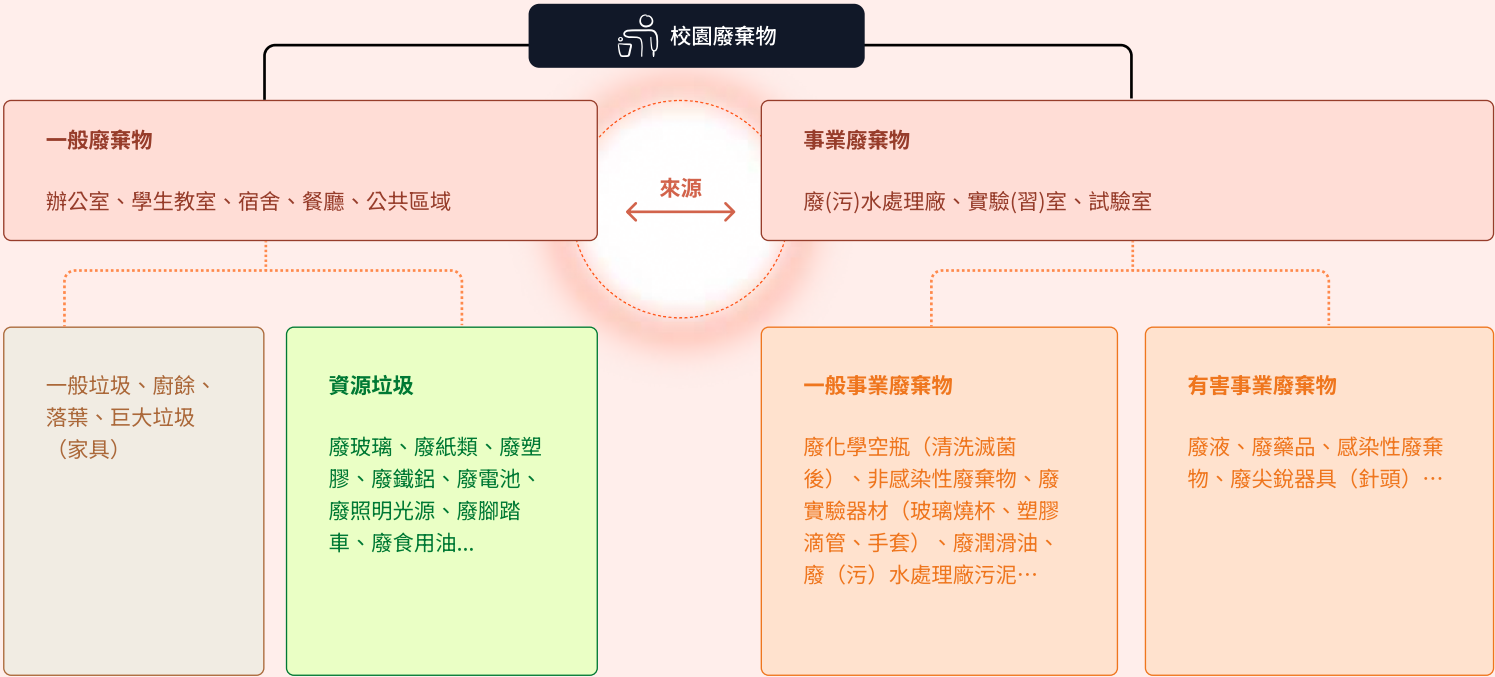 校園廢棄物
一般廢棄物
辦公室、學生教室、宿舍、餐廳、公共區域
來源
事業廢棄物
廢(污)水處理廠、實驗(習)室、試驗室
一般垃圾、廚餘、
落葉、巨大垃圾
（家具）
資源垃圾
廢玻璃、廢紙類、廢塑
膠、廢鐵鋁、廢電池、
廢照明光源、廢腳踏
車、廢食用油...
一般事業廢棄物
廢化學空瓶（清洗滅菌
後）、非感染性廢棄物、廢
實驗器材（玻璃燒杯、塑膠
滴管、手套）、廢潤滑油、
廢（污）水處理廠污泥…
有害事業廢棄物
廢液、廢藥品、感染性廢棄
物、廢尖銳器具（針頭）…